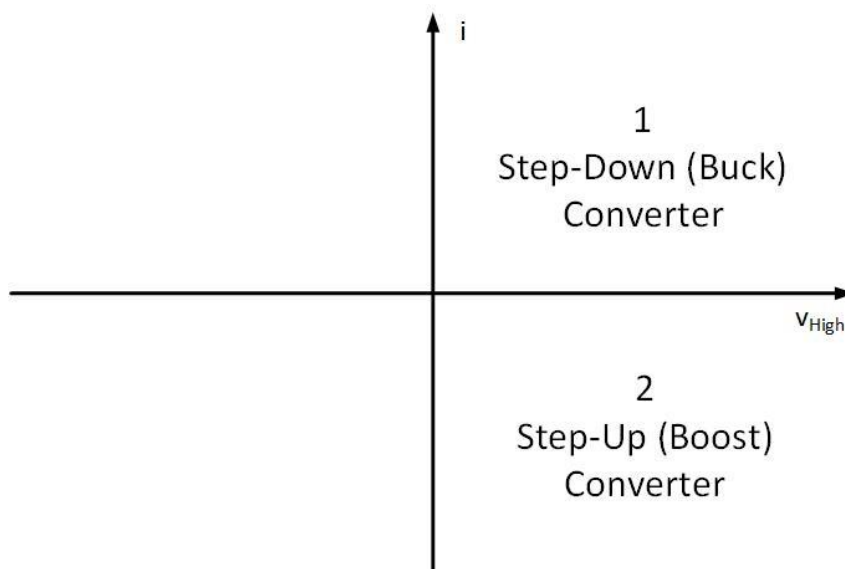 i
1
Step-Down (Buck)
Converter
vHigh
2
Step-Up (Boost)
Converter